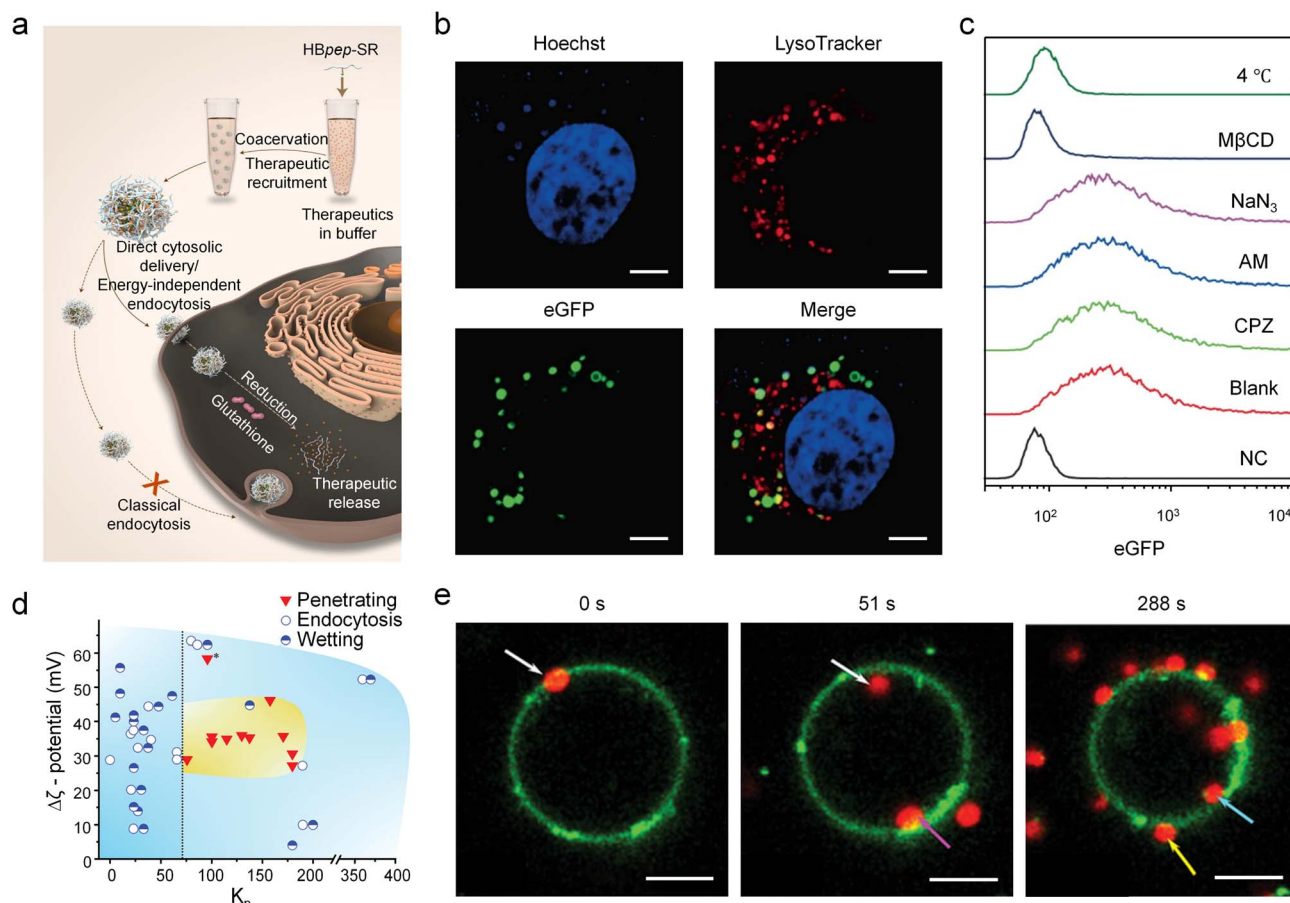 a
HBpep-SR
Coacervation
Therapeutic
recruitment
Therapeutics
in buffer
Direct cytosolic
delivery/
Energy-independent
endocytosis
Reduction
Glutathione
Therapeutic
release
Classical
endocytosis
b
Hoechst
LysoTracker
eGFP
Merge
c
4 ℃
MβCD
NaN₃
AM
CPZ
Blank
NC
10² 10³ 10⁴
eGFP
d
Penetrating
Endocytosis
Wetting
Δζ - potential (mV)
60
50
40
30
20
10
0
*
0 50 100 150 200 350 400
e
0 s
51 s
288 s